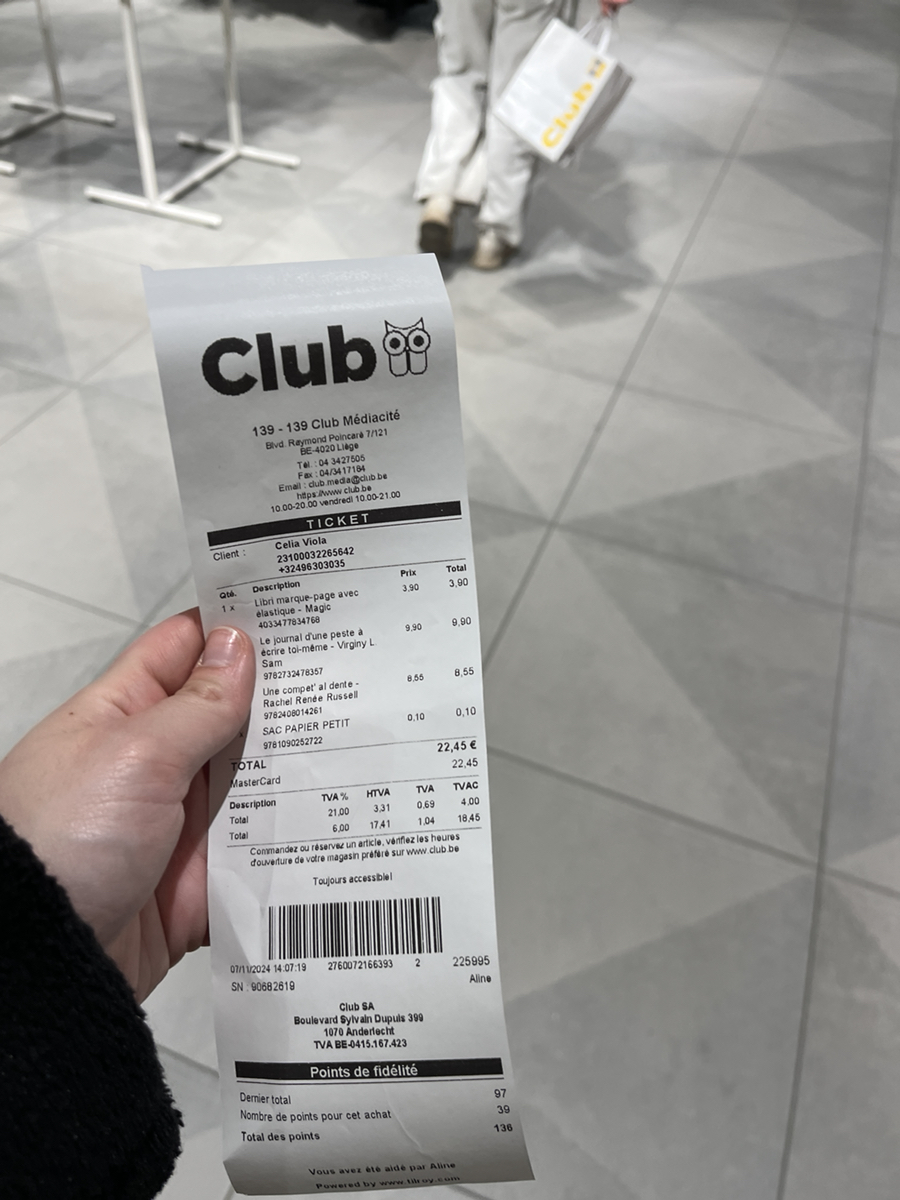 Club
Club
139 - 139 Club Médiacité
Blvd. Raymond Poincaré 7/121
BE-4020 Liège
Tél. : 04 3427505
Fax : 04/3417184
Email : club.media@club.be
https://www.club.be
10.00-20.00 vendredi 10.00-21.00
TICKET
Client : Celia Viola
23100032265642
+32496303035
Qté. Description Prix Total
1 x Libri marque-page avec 3,90 3,90
élastique - Magic
4033477834768
Le journal d'une peste à 9,90 9,90
écrire toi-même - Virginy L.
Sam
9782732478357
Une compet' al dente - 8,55 8,55
Rachel Renée Russell
9782408014261
x SAC PAPIER PETIT 0,10 0,10
9781090252722
TOTAL 22,45 €
MasterCard 22,45
Description TVA % HTVA TVA TVAC
Total 21,00 3,31 0,69 4,00
Total 6,00 17,41 1,04 18,45
Commandez ou réservez un article, vérifiez les heures
d'ouverture de votre magasin préféré sur www.club.be
Toujours accessible!
07/11/2024 14:07:19 2760072166393 2 225995
SN : 90682619 Aline
Club SA
Boulevard Sylvain Dupuis 399
1070 Anderlecht
TVA BE-0415.167.423
Points de fidélité
Dernier total 97
Nombre de points pour cet achat 39
Total des points 136
Vous avez été aidé par Aline
Powered by www.tilroy.com